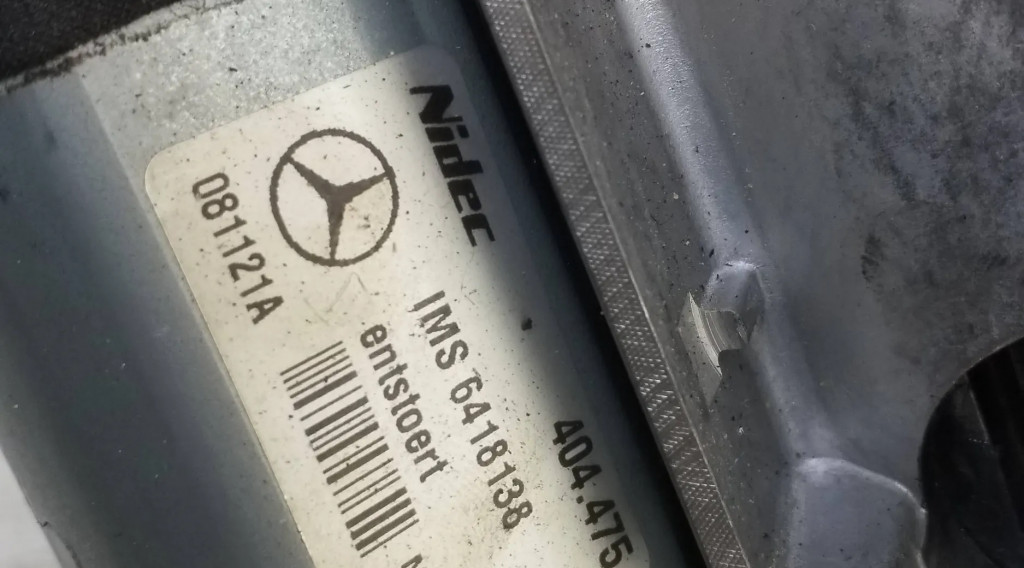 Nidec
081121A
404.475
IMS 6418138
entstoert